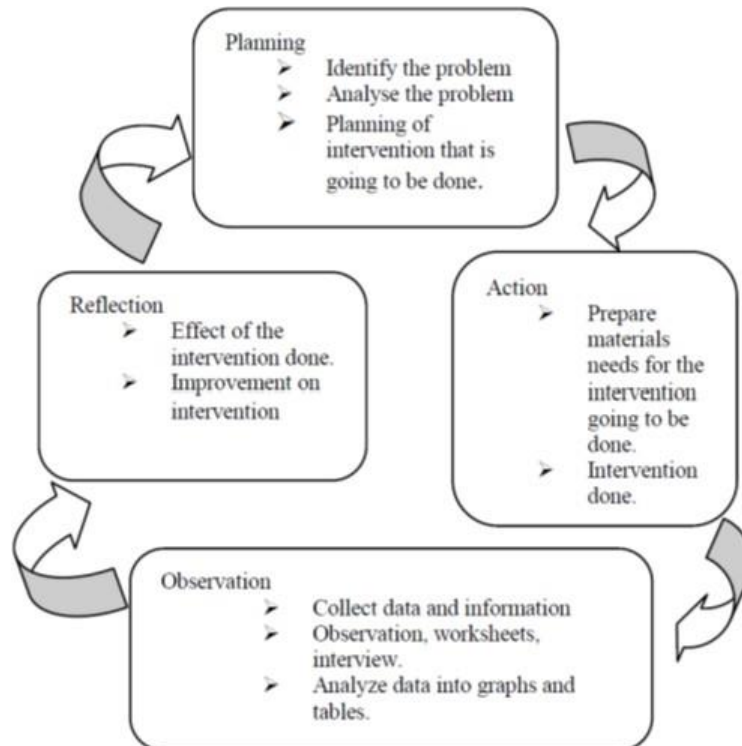 Planning
➢ Identify the problem
➢ Analyse the problem
➢ Planning of
intervention that is
going to be done.
Reflection
➢ Effect of the
intervention done.
➢ Improvement on
intervention
Action
➢ Prepare
materials
needs for the
intervention
going to be
done.
➢ Intervention
done.
Observation
➢ Collect data and information
➢ Observation, worksheets,
interview.
➢ Analyze data into graphs and
tables.